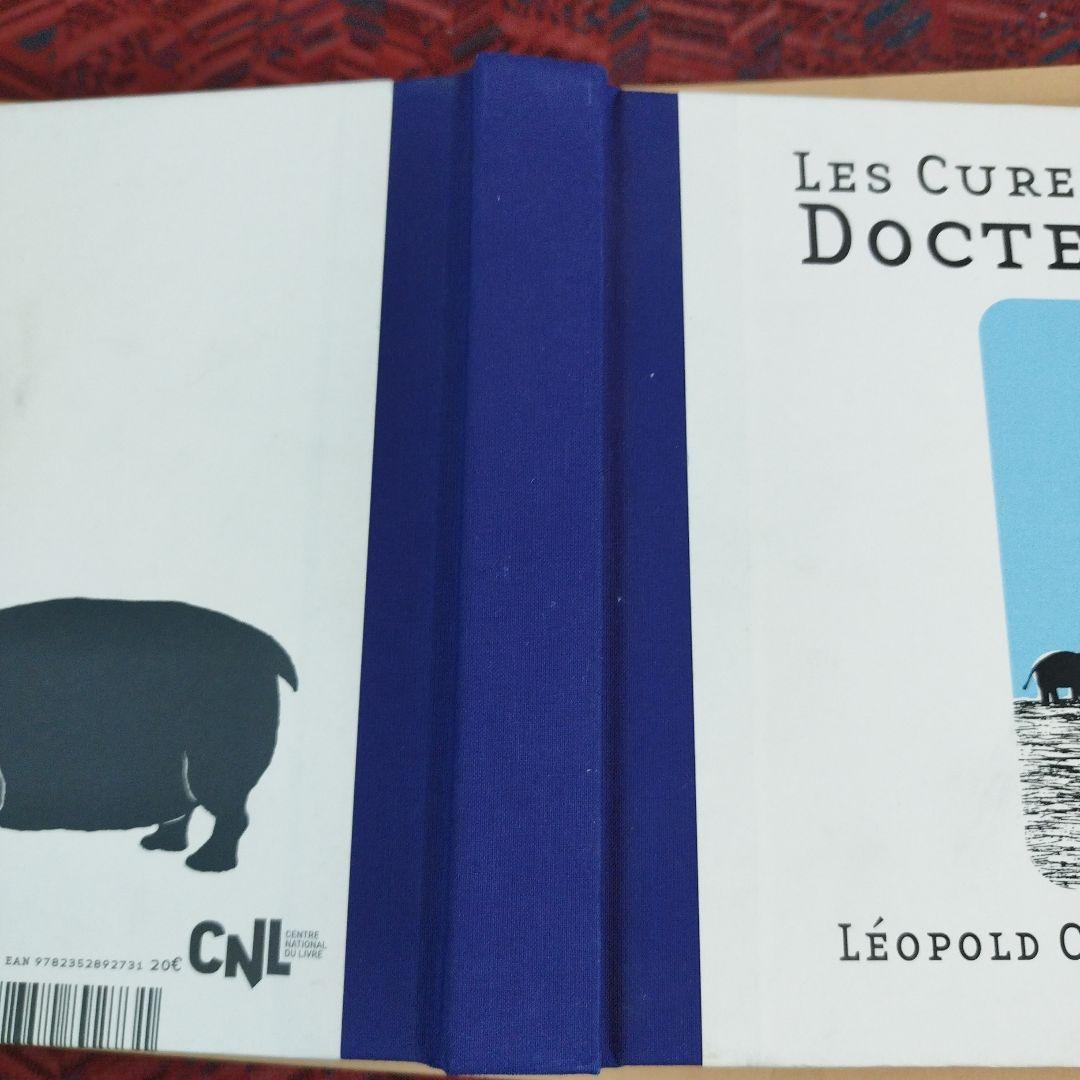 EAN 9782352892731 20€
CNL
CENTRE
NATIONAL
DU LIVRE
LES CURE
DOCTE
LÉOPOLD